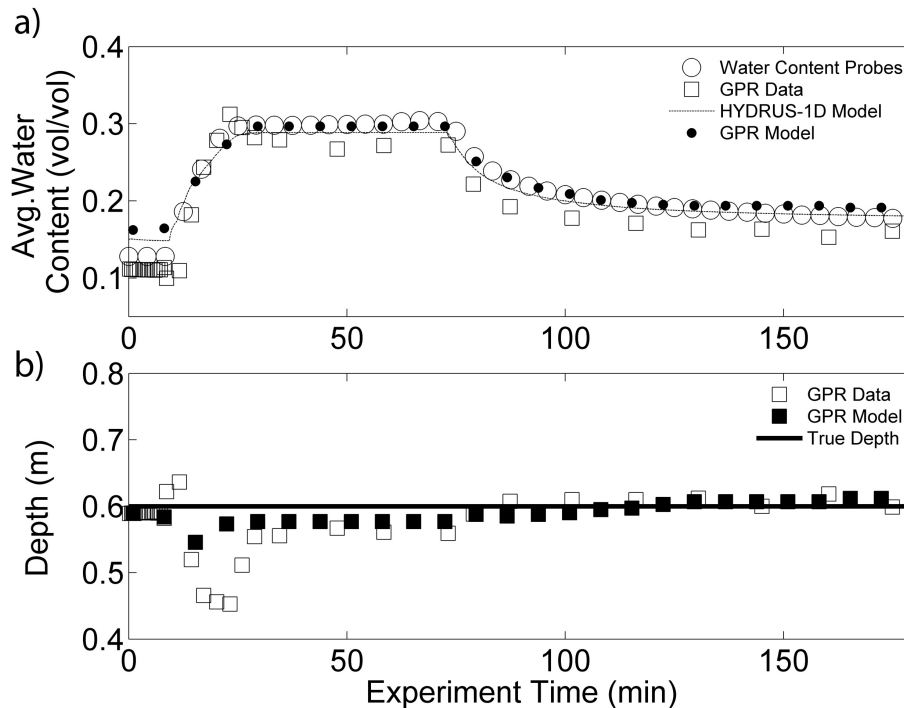 a)
Avg.Water
Content (vol/vol)
0.4
0.3
0.2
0.1
Water Content Probes
GPR Data
HYDRUS-1D Model
GPR Model
0
50
100
150
b)
Depth (m)
0.8
0.7
0.6
0.5
0.4
GPR Data
GPR Model
True Depth
0
50
100
150
Experiment Time (min)